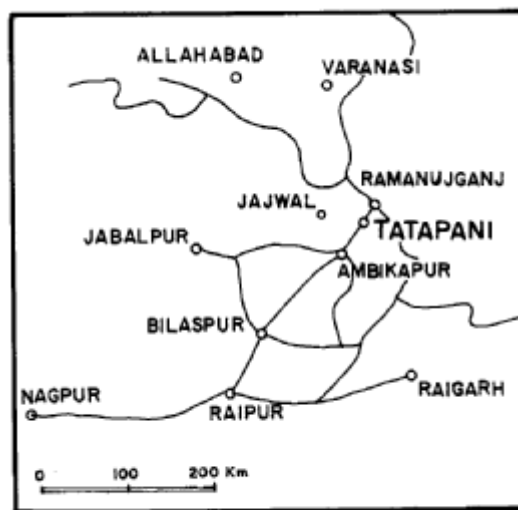 ALLAHABAD
VARANASI
RAMANUJGANJ
JAJWAL
TATAPANI
JABALPUR
AMBIKAPUR
BILASPUR
RAIGARH
NAGPUR
RAIPUR
0 100 200 Km